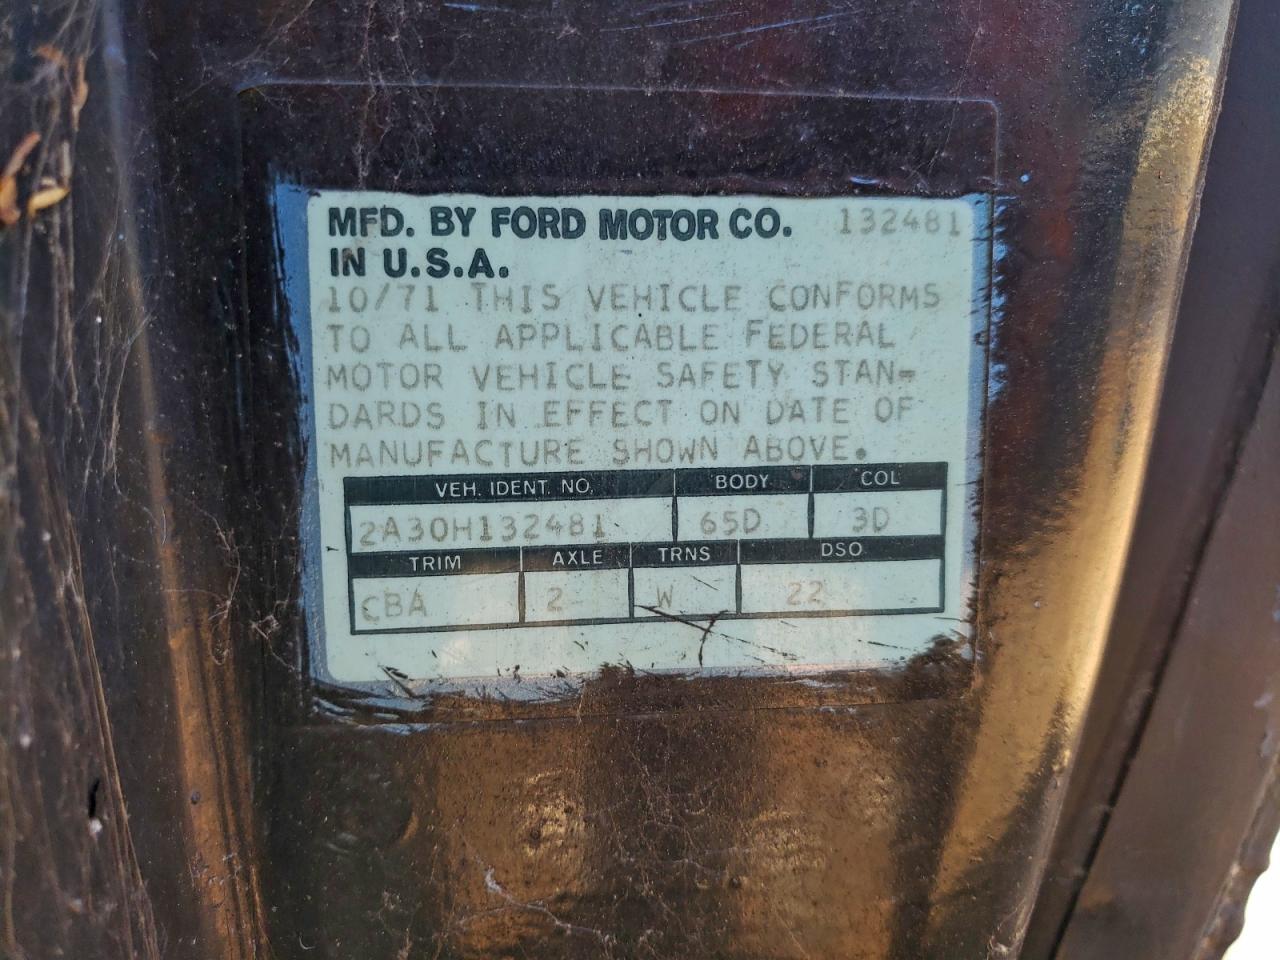 MFD. BY FORD MOTOR CO. 132481
IN U.S.A.
10/71 THIS VEHICLE CONFORMS
TO ALL APPLICABLE FEDERAL
MOTOR VEHICLE SAFETY STAN-
DARDS IN EFFECT ON DATE OF
MANUFACTURE SHOWN ABOVE.
VEH. IDENT. NO. BODY COL
2A30H132481 65D 3D
TRIM AXLE TRNS DSO
CBA 2 W 22